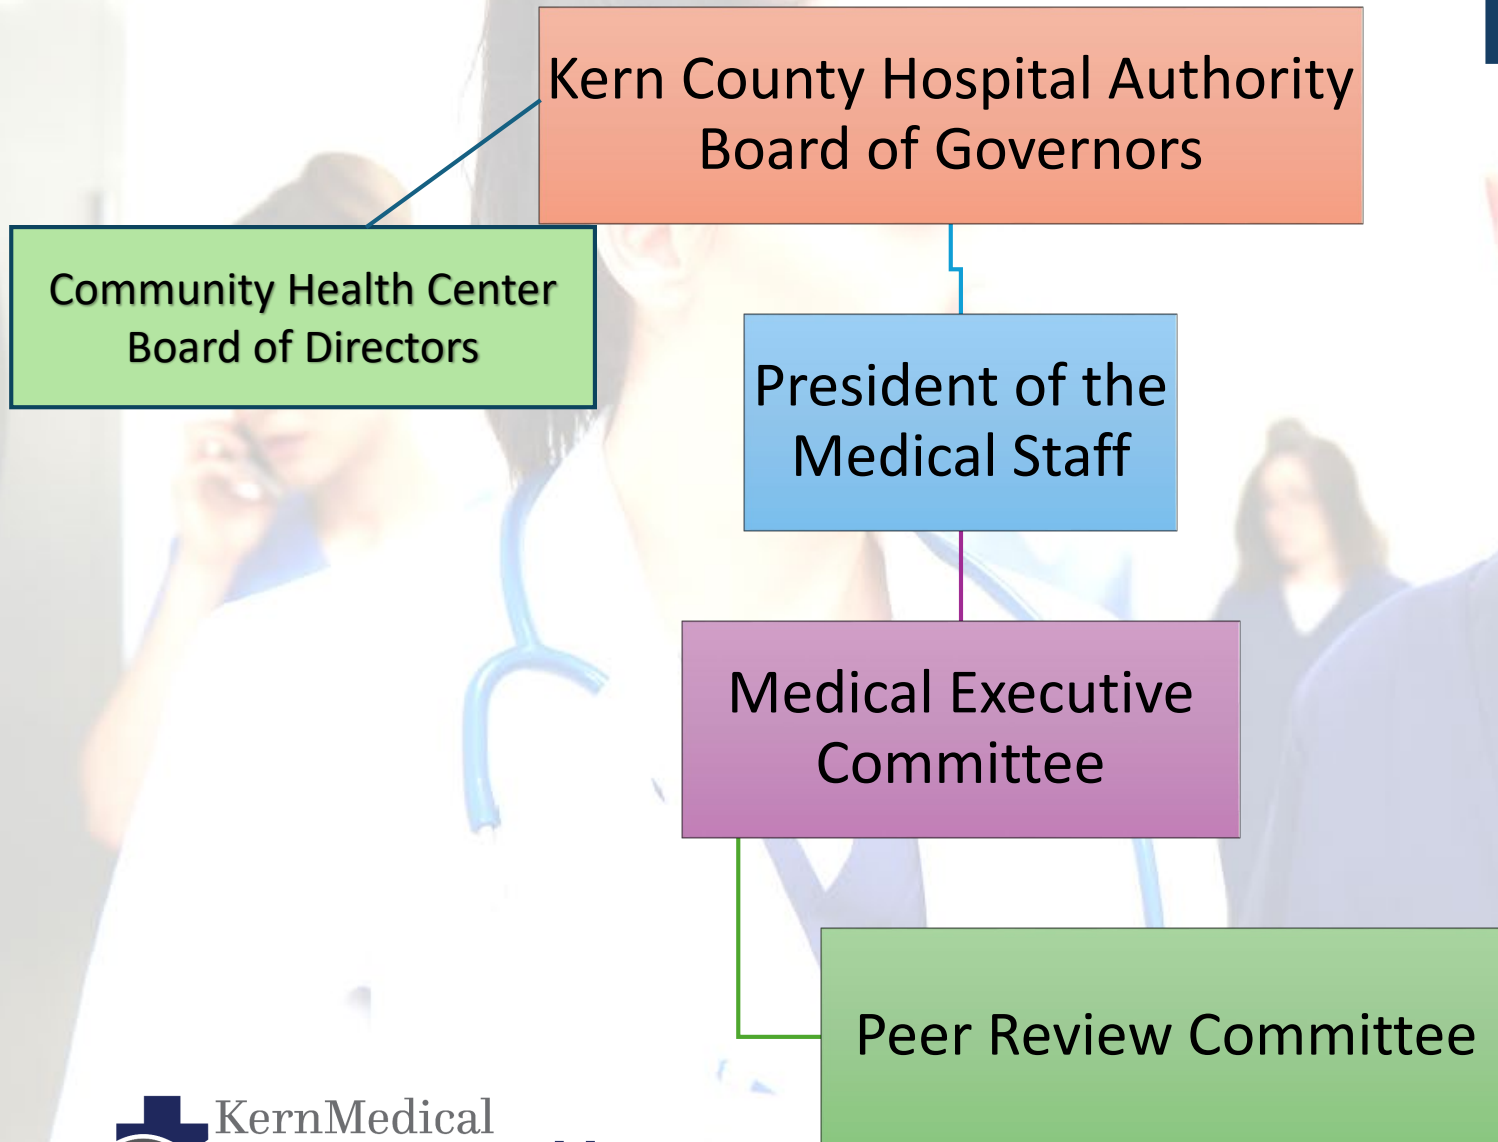 Kern County Hospital Authority
Board of Governors
Community Health Center
Board of Directors
President of the
Medical Staff
Medical Executive
Committee
Peer Review Committee
KernMedical